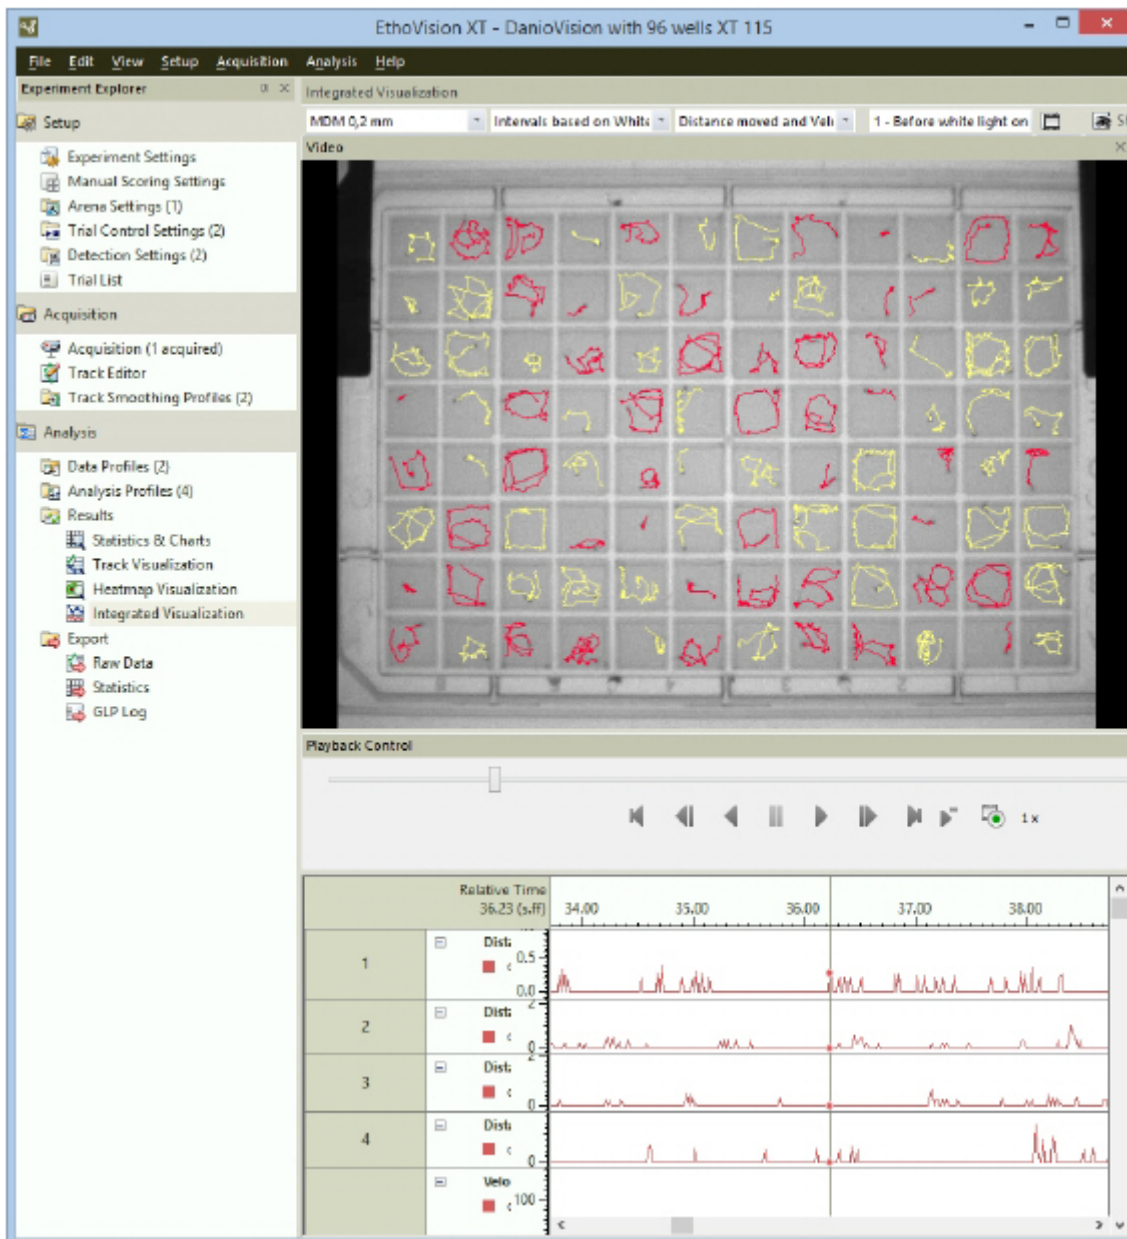 EthoVision XT - DanioVision with 96 wells XT 115
File Edit View Setup Acquisition Analysis Help
Experiment Explorer
Setup
Experiment Settings
Manual Scoring Settings
Arena Settings (1)
Trial Control Settings (2)
Detection Settings (2)
Trial List
Acquisition
Acquisition (1 acquired)
Track Editor
Track Smoothing Profiles (2)
Analysis
Data Profiles (2)
Analysis Profiles (4)
Results
Statistics & Charts
Track Visualization
Heatmap Visualization
Integrated Visualization
Export
Raw Data
Statistics
GLP Log
Integrated Visualization
MDM 0,2 mm Intervals based on White Distance moved and Vel 1 - Before white light on
Video
Playback Control
1 x
Relative Time
36.23 (s.ff) 34.00 35.00 36.00 37.00 38.00
1 Dist 0.5
0.0
2 Dist 2
0
3 Dist 2
0
4 Dist
0
Velo
100